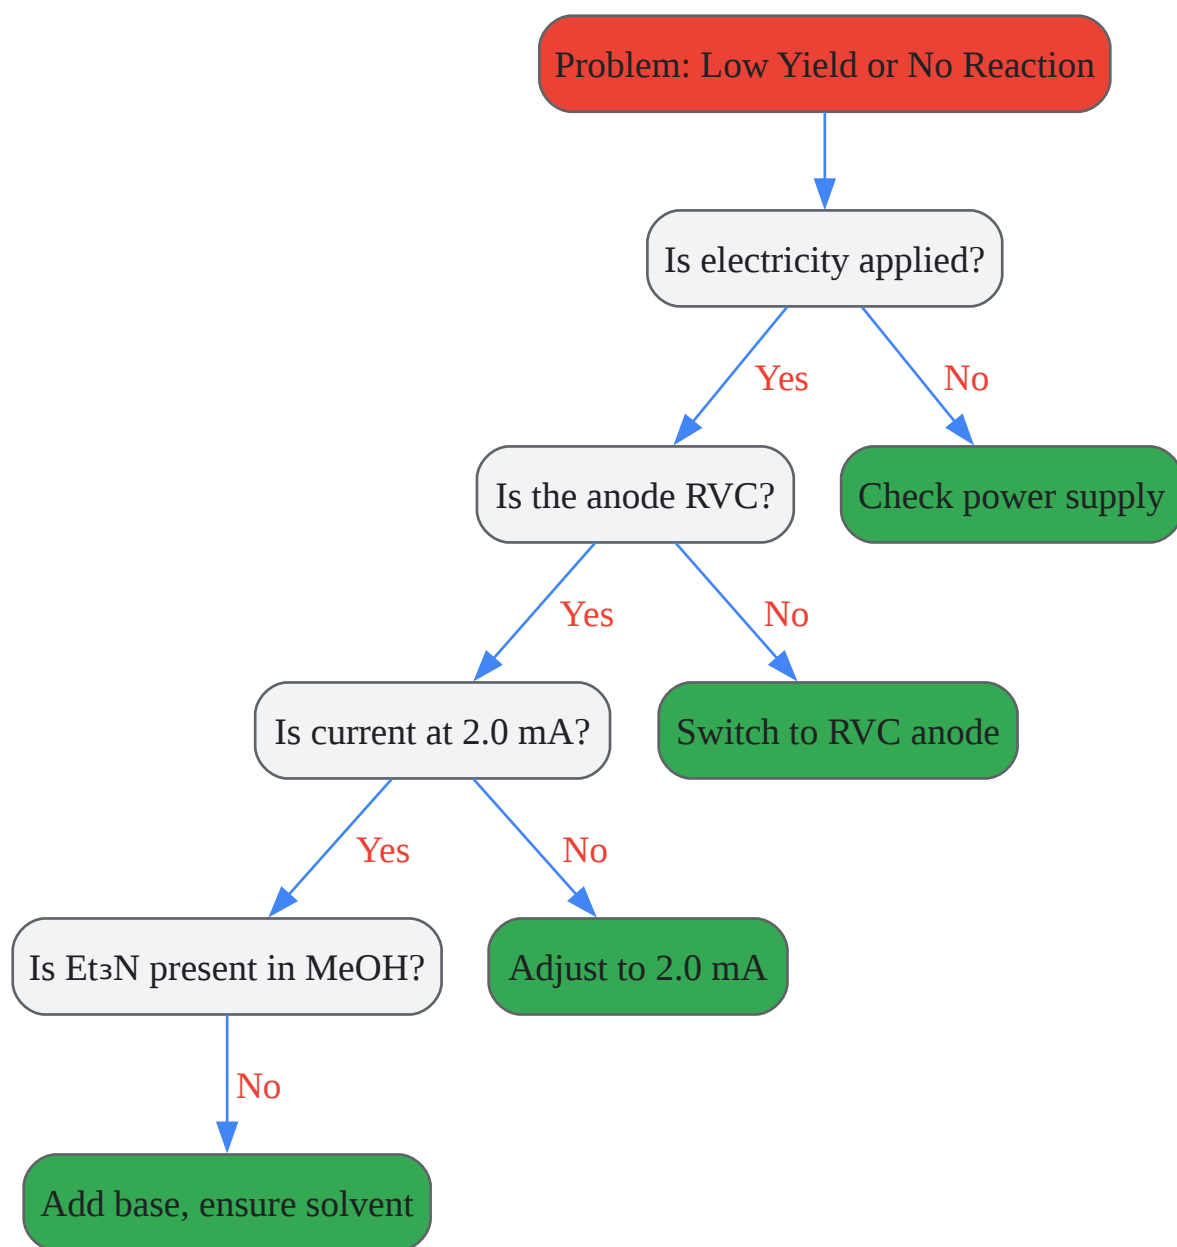 Problem: Low Yield or No Reaction
Is electricity applied?
Yes
No
Is the anode RVC?
Check power supply
Yes
No
Is current at 2.0 mA?
Switch to RVC anode
Yes
No
Is Et₃N present in MeOH?
Adjust to 2.0 mA
No
Add base, ensure solvent